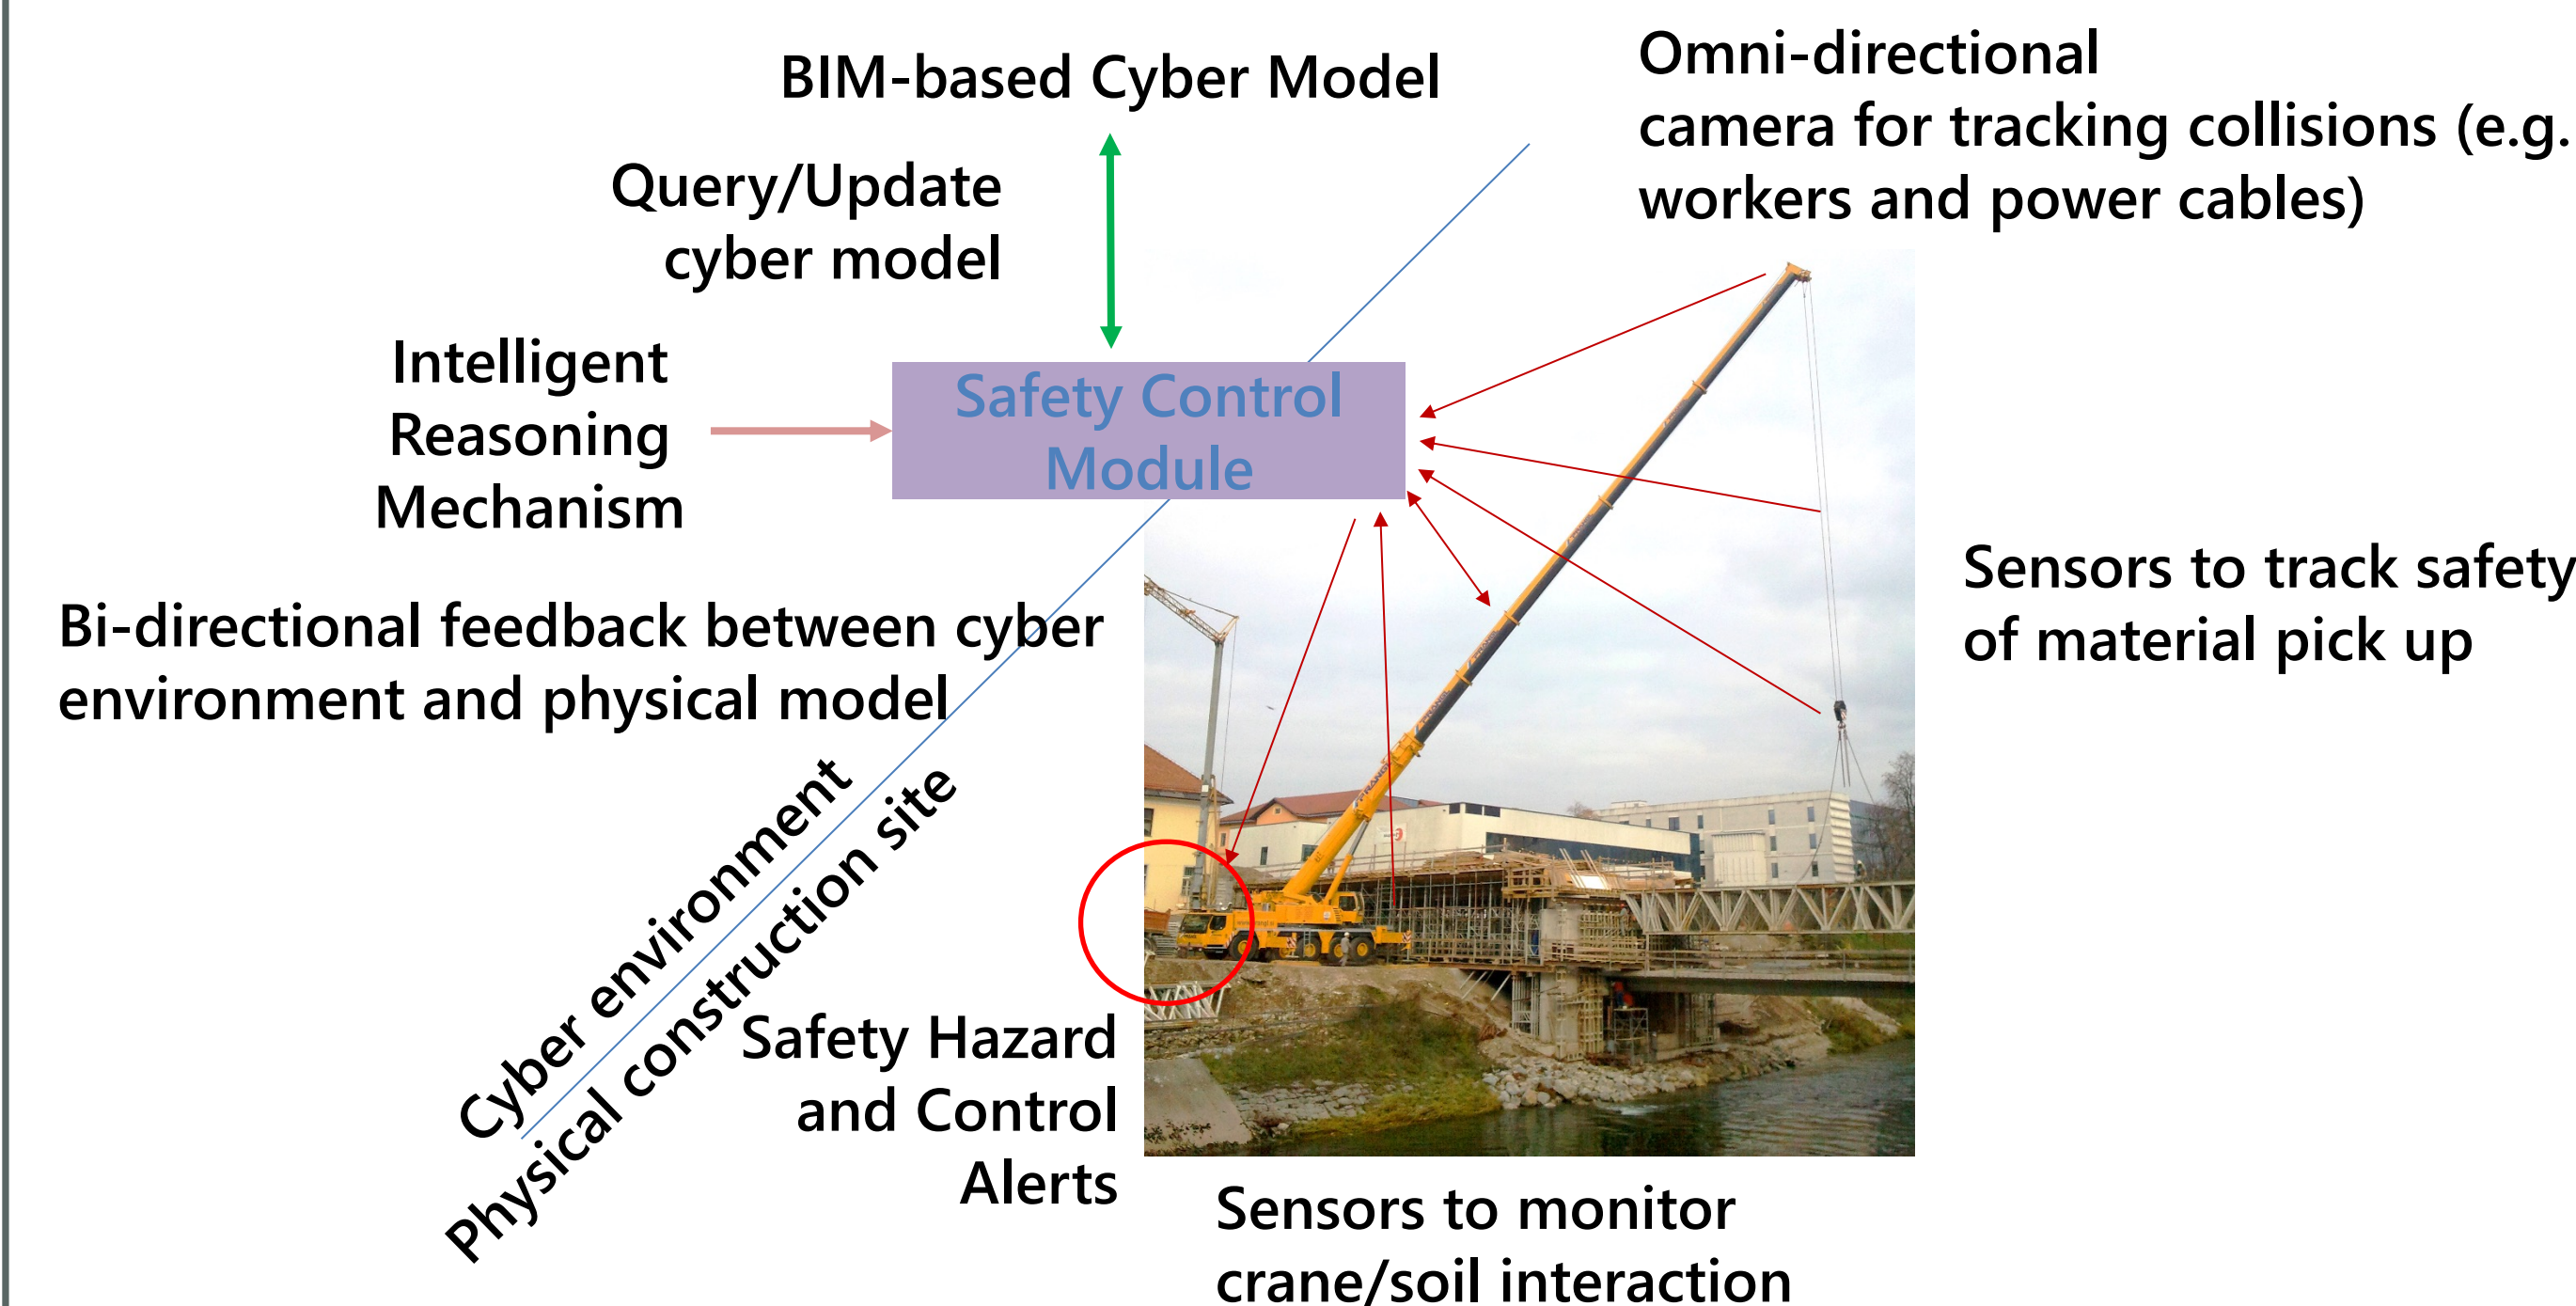 BIM-based Cyber Model
Omni-directional
camera for tracking collisions (e.g.
workers and power cables)
Query/Update
cyber model
Intelligent
Reasoning
Mechanism
Safety Control
Module
Sensors to track safety
of material pick up
Bi-directional feedback between cyber
environment and physical model
Cyber environment
Physical construction site
Safety Hazard
and Control
Alerts
Sensors to monitor
crane/soil interaction